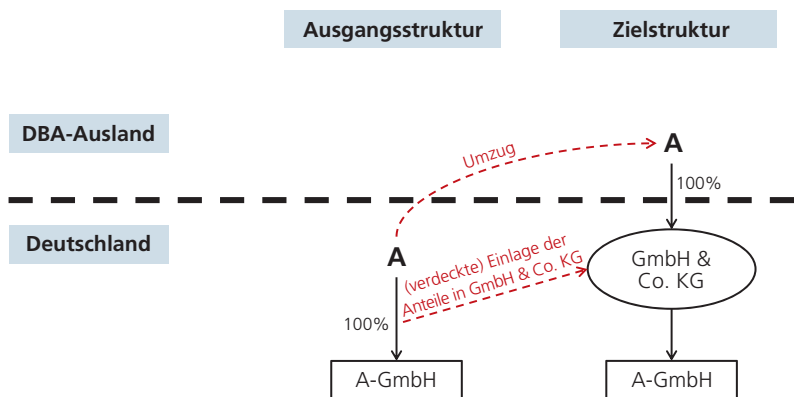 Ausgangsstruktur
Zielstruktur
DBA-Ausland
A
Umzug
100%
Deutschland
A
(verdeckte) Einlage der
Anteile in GmbH & Co. KG
GmbH &
Co. KG
100%
A-GmbH
A-GmbH